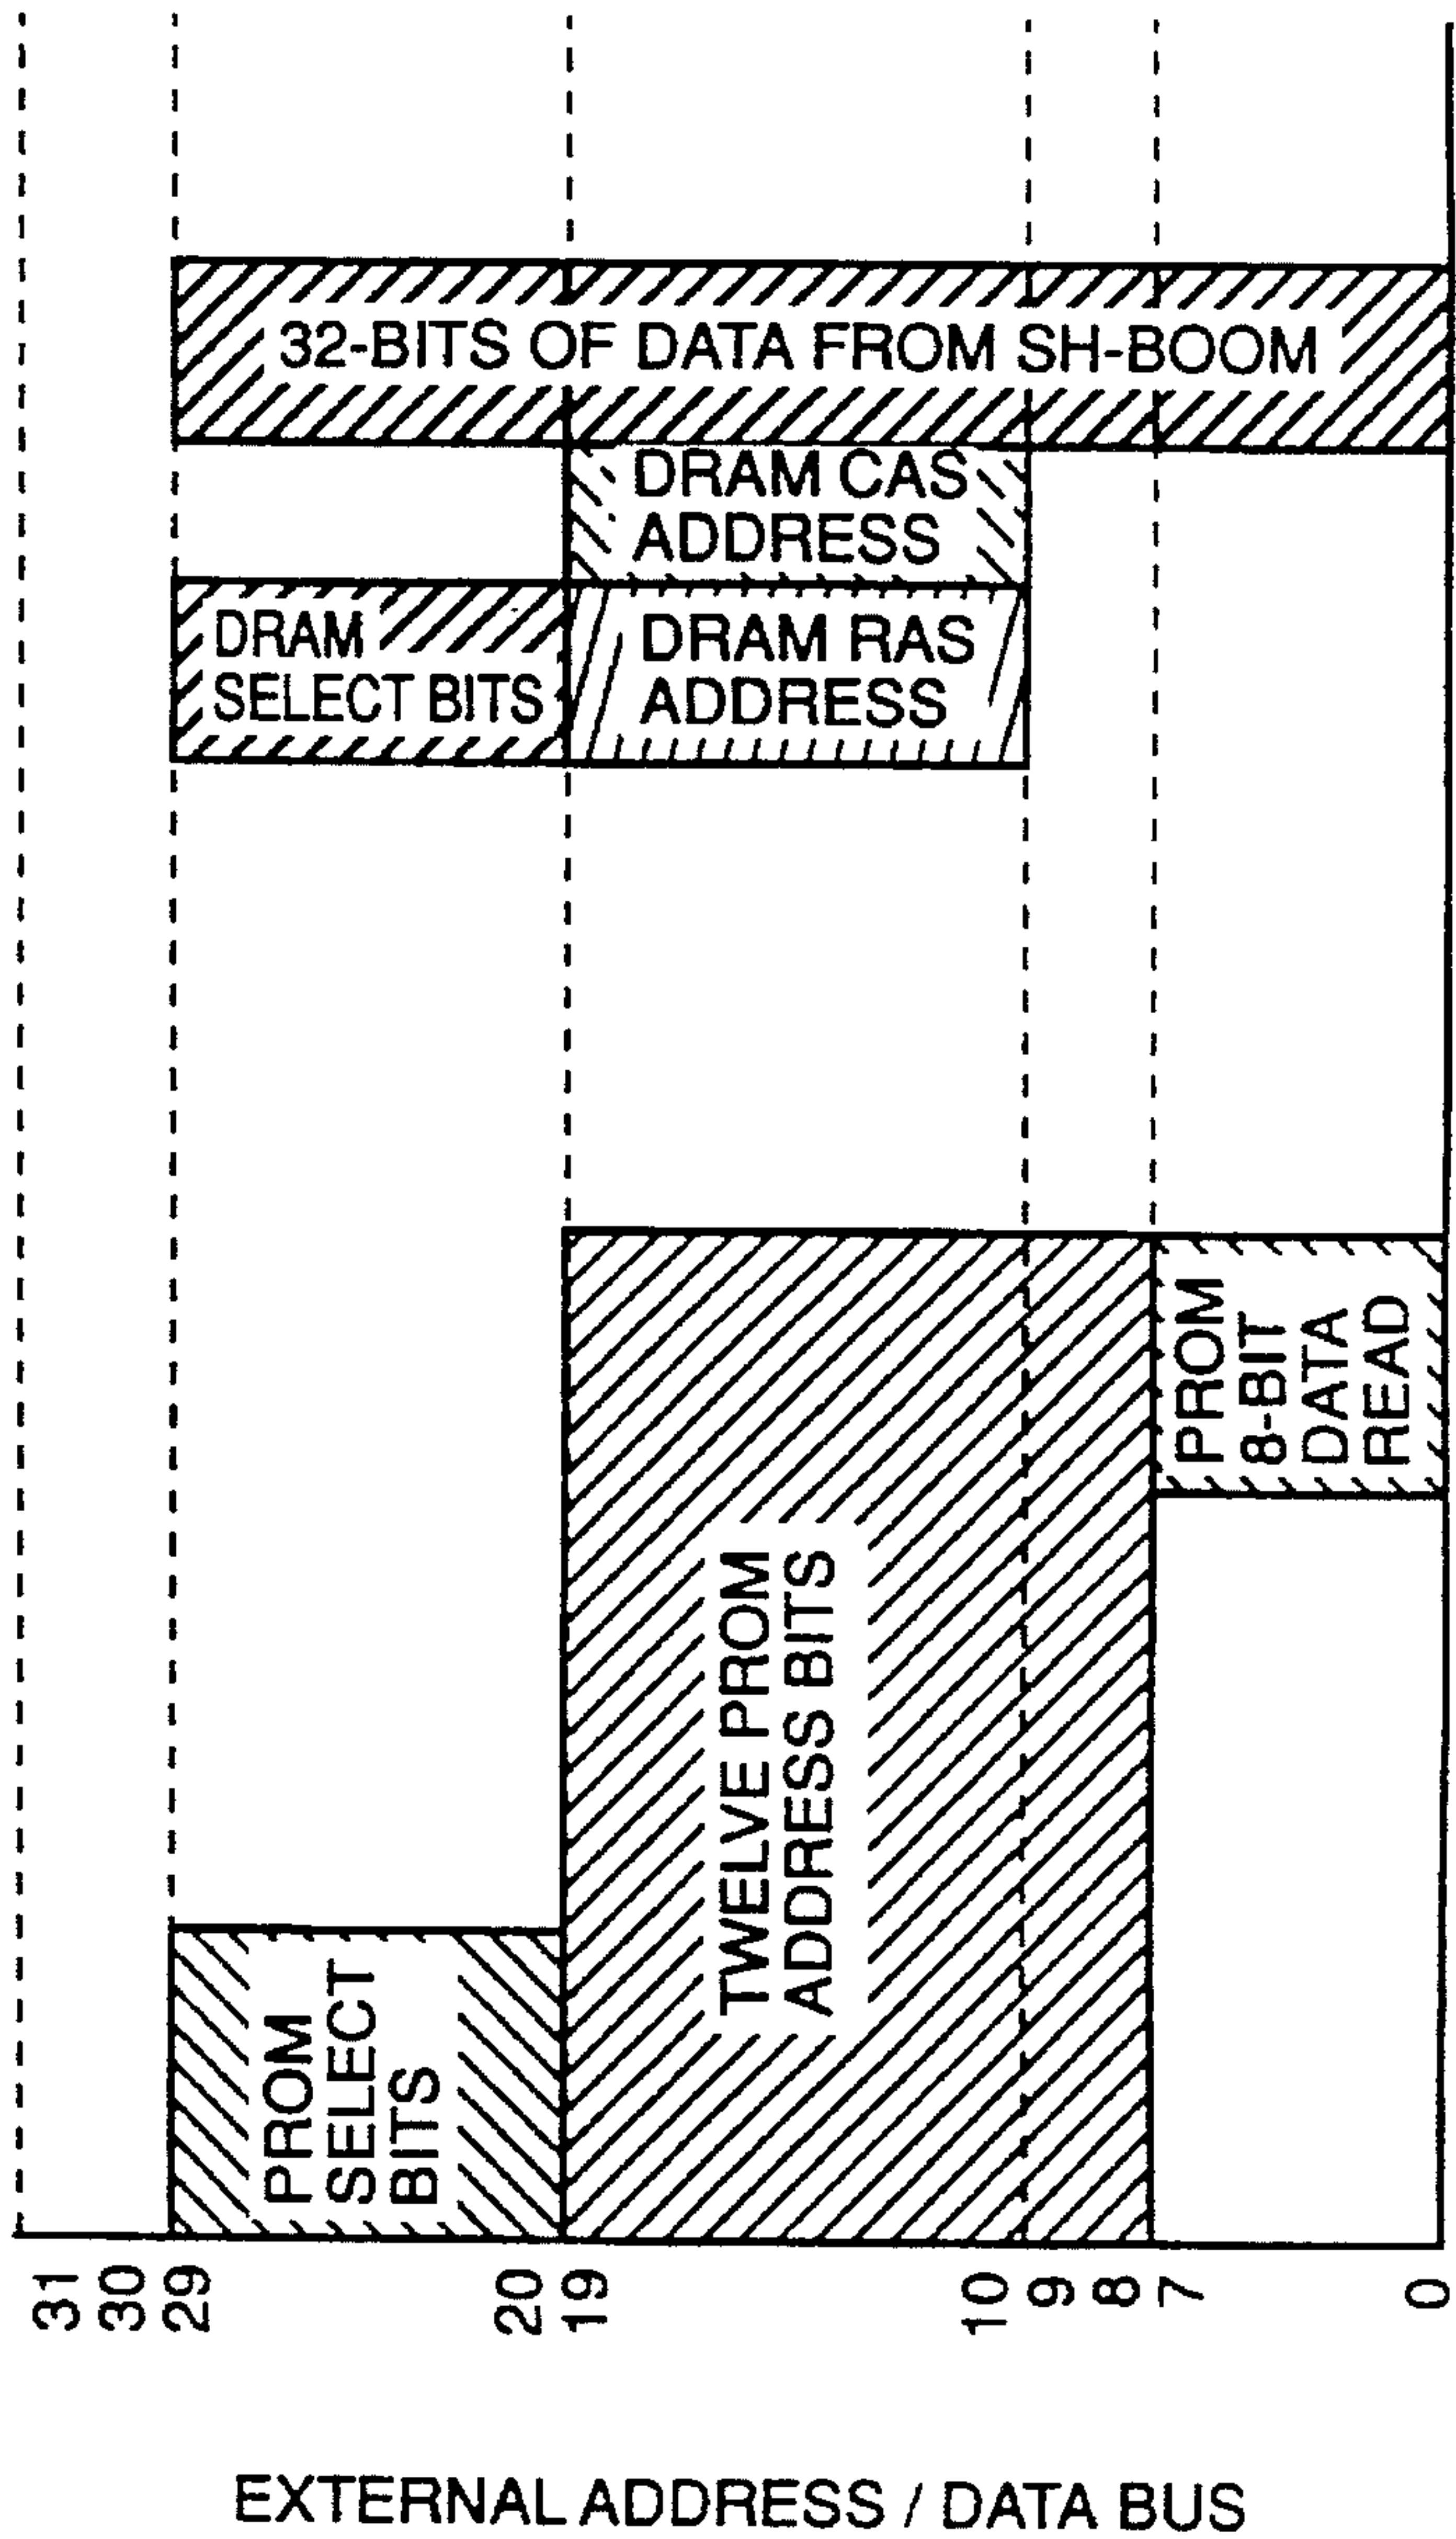 32-BITS OF DATA FROM SH-BOOM
DRAM CAS
ADDRESS
DRAM
SELECT BITS
DRAM RAS
ADDRESS
PROM
8-BIT
DATA
READ
TWELVE PROM
ADDRESS BITS
PROM
SELECT
BITS
31
30
29
20
19
10
9
8
7
0
EXTERNAL ADDRESS / DATA BUS